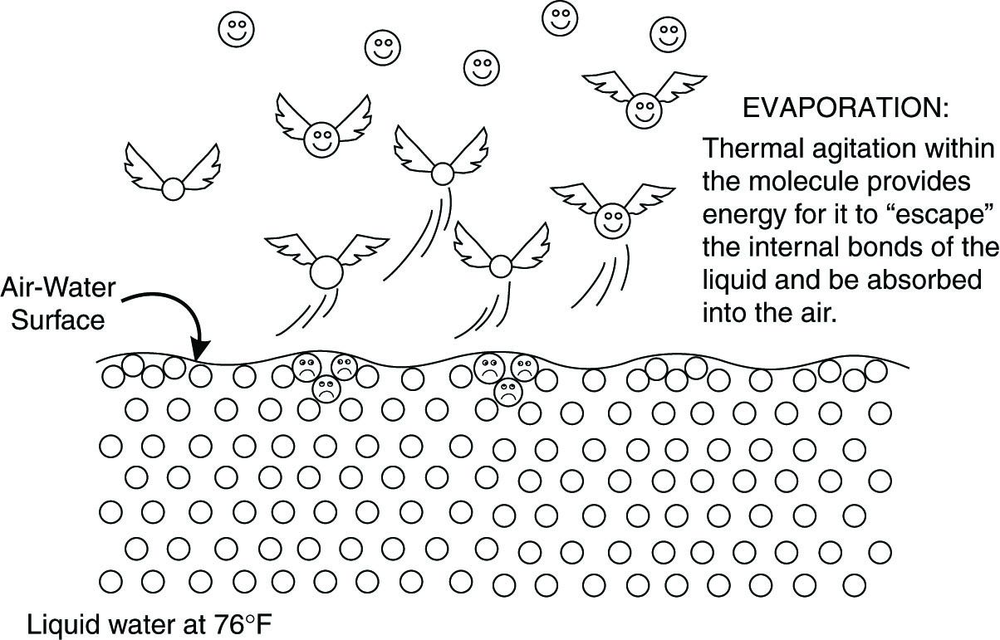 EVAPORATION:
Thermal agitation within
the molecule provides
energy for it to “escape”
the internal bonds of the
liquid and be absorbed
into the air.
Air-Water
Surface
Liquid water at 76°F